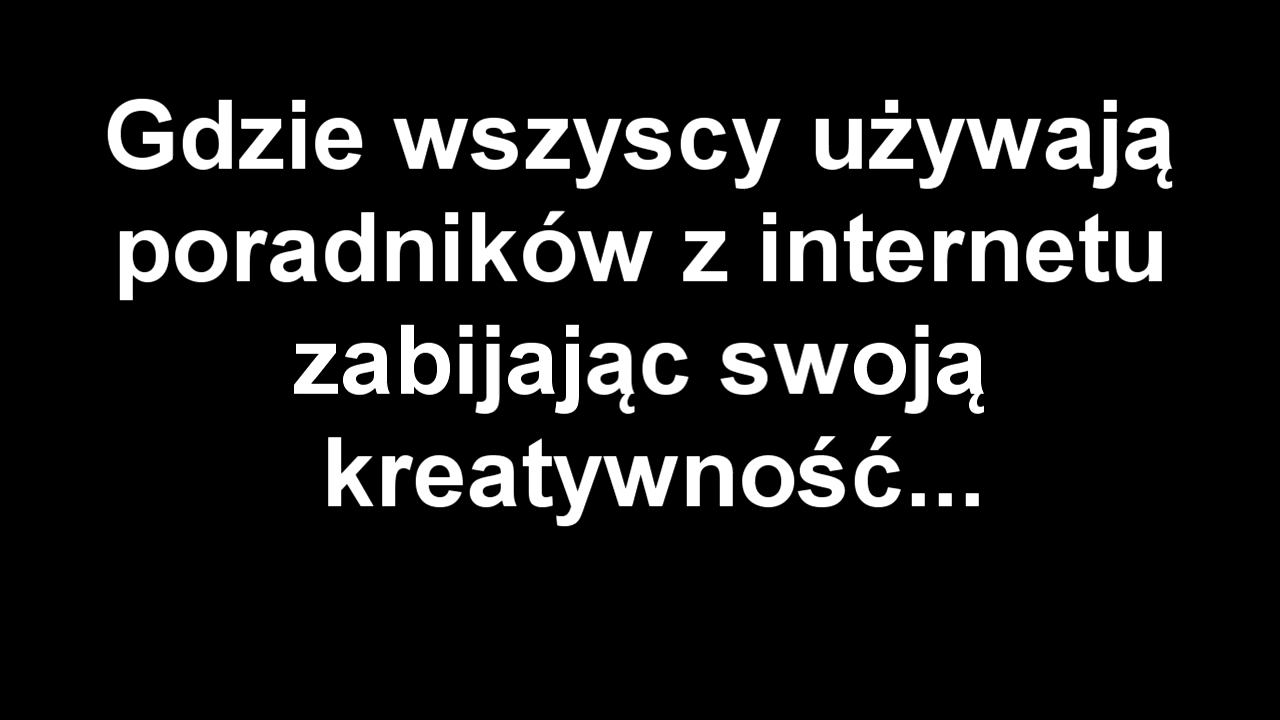 Gdzie wszyscy używają
poradników z internetu
zabijając swoją
kreatywność...